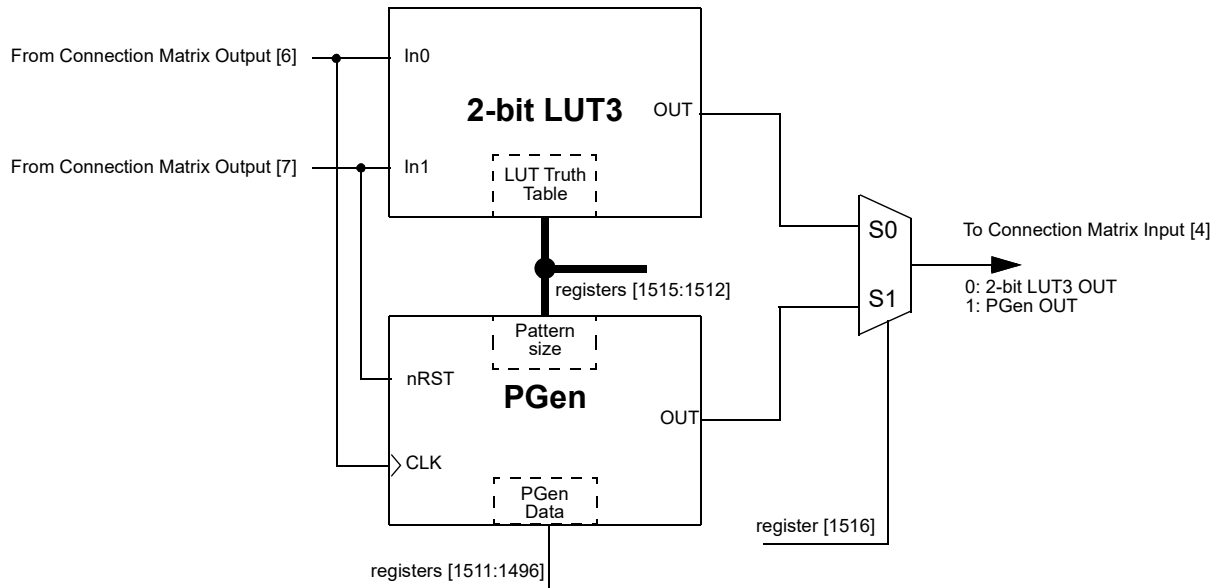 From Connection Matrix Output [6]
In0
2-bit LUT3
OUT
From Connection Matrix Output [7]
In1
LUT Truth
Table
S0
To Connection Matrix Input [4]
registers [1515:1512]
0: 2-bit LUT3 OUT
S1
1: PGen OUT
Pattern
size
nRST
PGen
OUT
CLK
PGen
Data
register [1516]
registers [1511:1496]